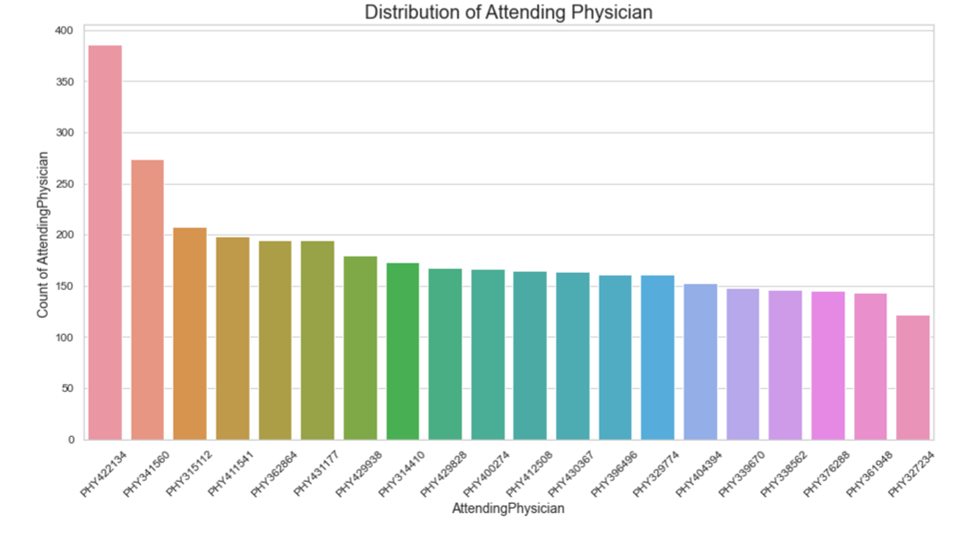 Distribution of Attending Physician
Count of AttendingPhysician
400
350
300
250
200
150
100
50
0
PHY422134
PHY341560
PHY315112
PHY411541
PHY362864
PHY431177
PHY429938
PHY314410
PHY429828
PHY400274
PHY412508
PHY430367
PHY396496
PHY329774
PHY404394
PHY339670
PHY338562
PHY376288
PHY361948
PHY327234
AttendingPhysician